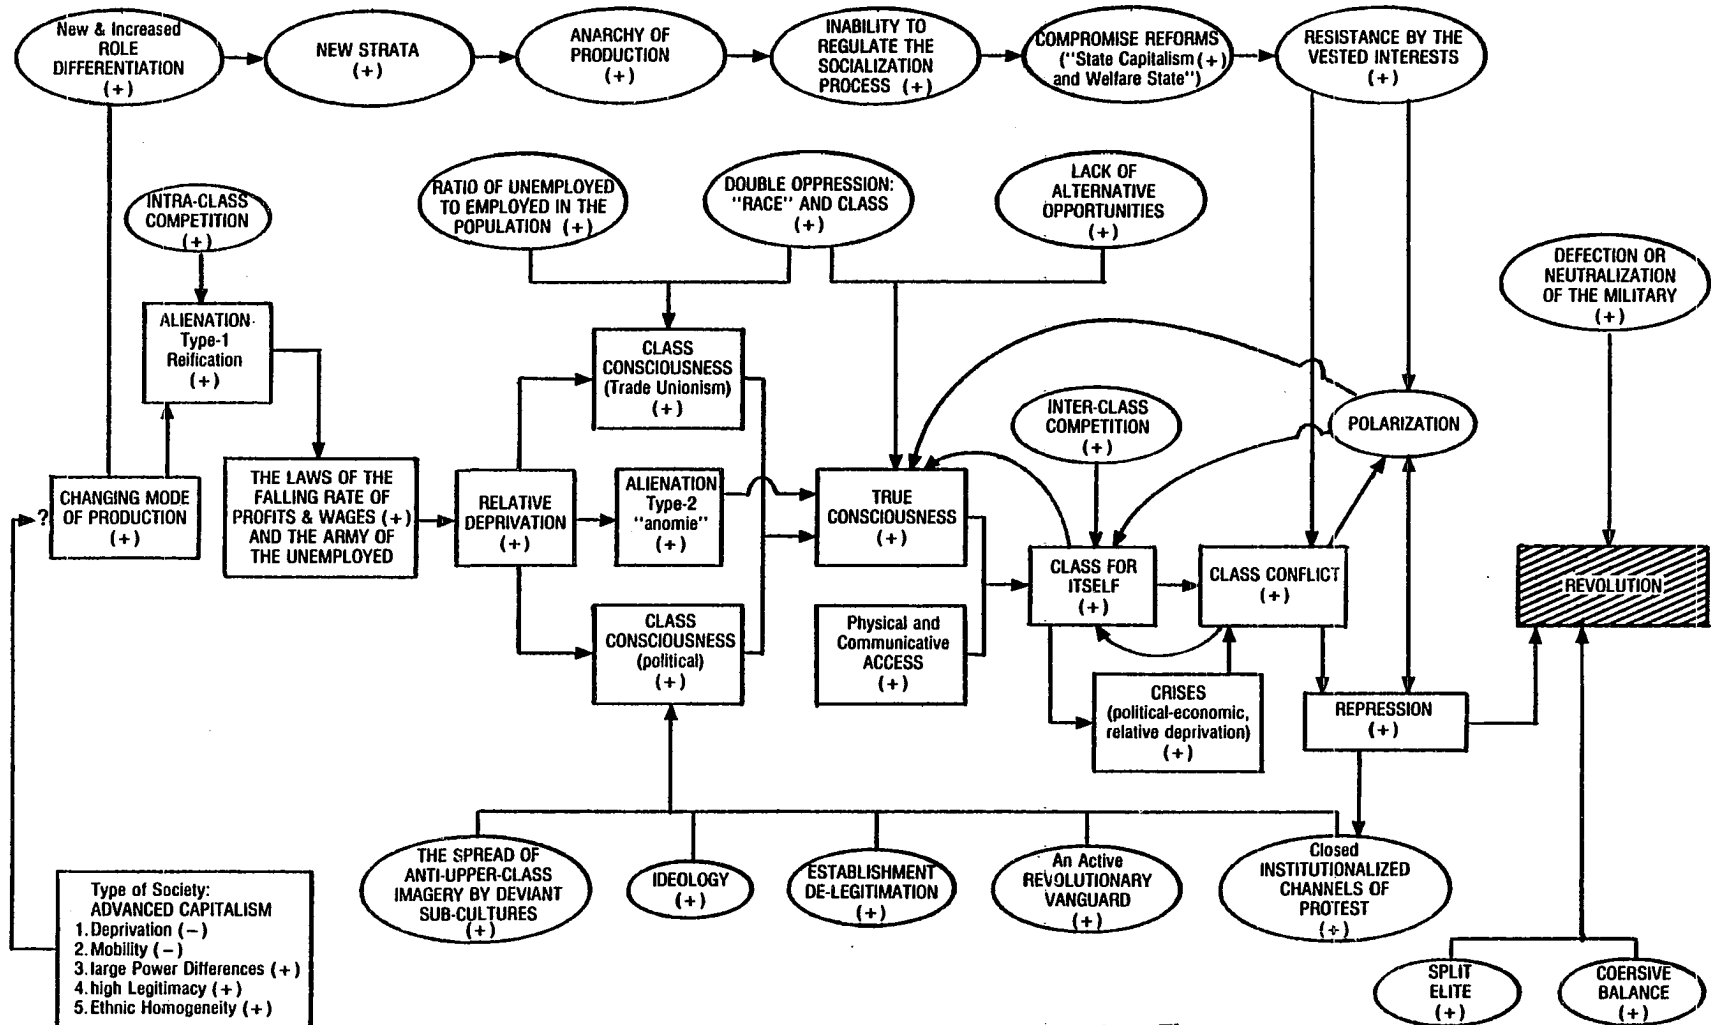 New & Increased
ROLE
DIFFERENTIATION
(+)
NEW STRATA
(+)
ANARCHY OF
PRODUCTION
(+)
INABILITY TO
REGULATE THE
SOCIALIZATION
PROCESS (+)
COMPROMISE REFORMS
("State Capitalism (+)
and Welfare State")
RESISTANCE BY THE
VESTED INTERESTS
(+)
INTRA-CLASS
COMPETITION
(+)
RATIO OF UNEMPLOYED
TO EMPLOYED IN THE
POPULATION (+)
DOUBLE OPPRESSION:
"RACE" AND CLASS
(+)
LACK OF
ALTERNATIVE
OPPORTUNITIES
(+)
DEFECTION OR
NEUTRALIZATION
OF THE MILITARY
(+)
ALIENATION
Type-1
Reification
(+)
CLASS
CONSCIOUSNESS
(Trade Unionism)
(+)
INTER-CLASS
COMPETITION
(+)
POLARIZATION
?
CHANGING MODE
OF PRODUCTION
(+)
THE LAWS OF THE
FALLING RATE OF
PROFITS & WAGES (+)
AND THE ARMY OF
THE UNEMPLOYED
RELATIVE
DEPRIVATION
(+)
ALIENATION
Type-2
"anomie"
(+)
TRUE
CONSCIOUSNESS
(+)
CLASS FOR
ITSELF
(+)
CLASS CONFLICT
(+)
REVOLUTION
CLASS
CONSCIOUSNESS
(political)
(+)
Physical and
Communicative
ACCESS
(+)
CRISES
(political-economic,
relative deprivation)
(+)
REPRESSION
(+)
THE SPREAD OF
ANTI-UPPER-CLASS
IMAGERY BY DEVIANT
SUB-CULTURES
(+)
IDEOLOGY
(+)
ESTABLISHMENT
DE-LEGITIMATION
(+)
An Active
REVOLUTIONARY
VANGUARD
(+)
Closed
INSTITUTIONALIZED
CHANNELS OF
PROTEST
(+)
Type of Society:
ADVANCED CAPITALISM
1. Deprivation (−)
2. Mobility (−)
3. large Power Differences (+)
4. high Legitimacy (+)
5. Ethnic Homogeneity (+)
SPLIT
ELITE
(+)
COERSIVE
BALANCE
(+)